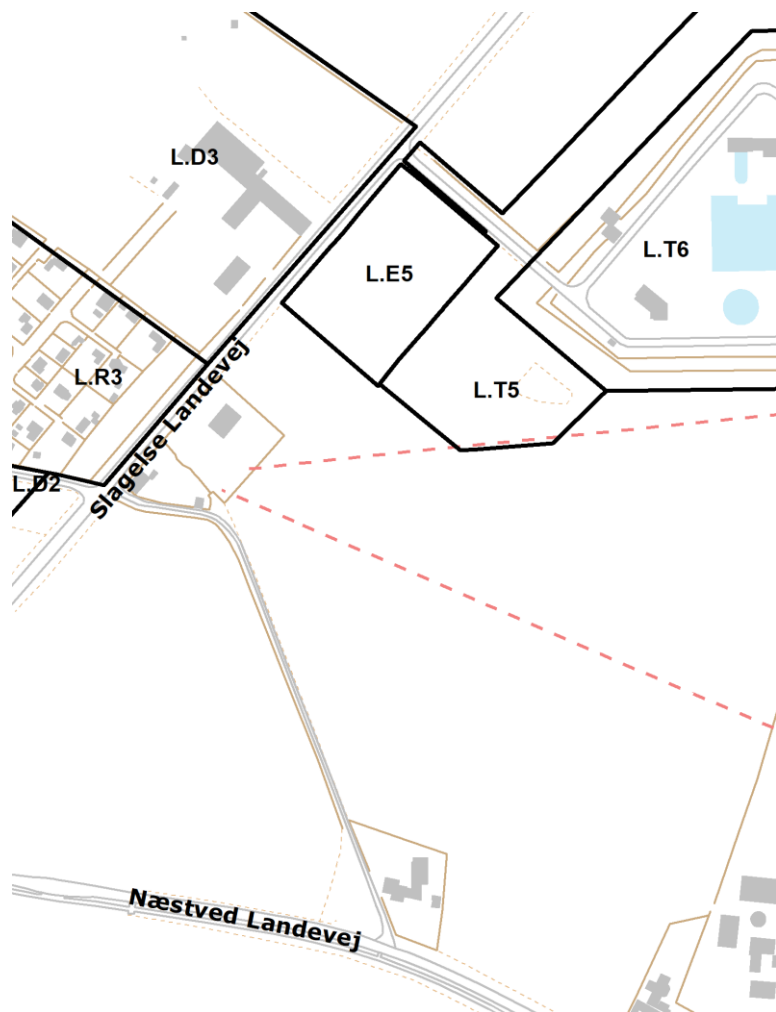 L.D3
L.T6
L.E5
L.R3
L.T5
Slagelse Landevej
L.D2
Næstved Landevej